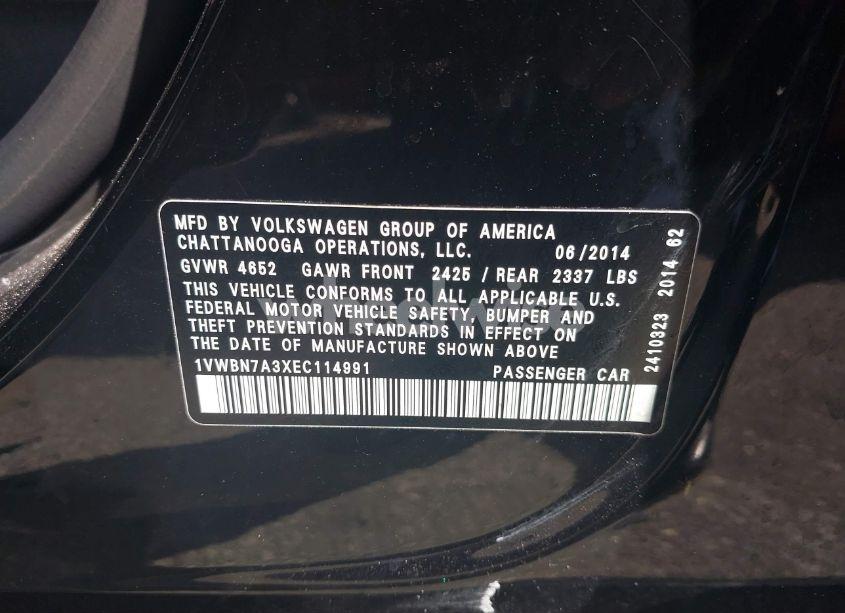 MFD BY VOLKSWAGEN GROUP OF AMERICA
CHATTANOOGA OPERATIONS, LLC. 06/2014
GVWR 4652 GAWR FRONT 2425 / REAR 2337 LBS
THIS VEHICLE CONFORMS TO ALL APPLICABLE U.S.
FEDERAL MOTOR VEHICLE SAFETY, BUMPER AND
THEFT PREVENTION STANDARDS IN EFFECT ON
THE DATE OF MANUFACTURE SHOWN ABOVE
1VWBN7A3XEC114991 PASSENGER CAR
2410323 2014 62